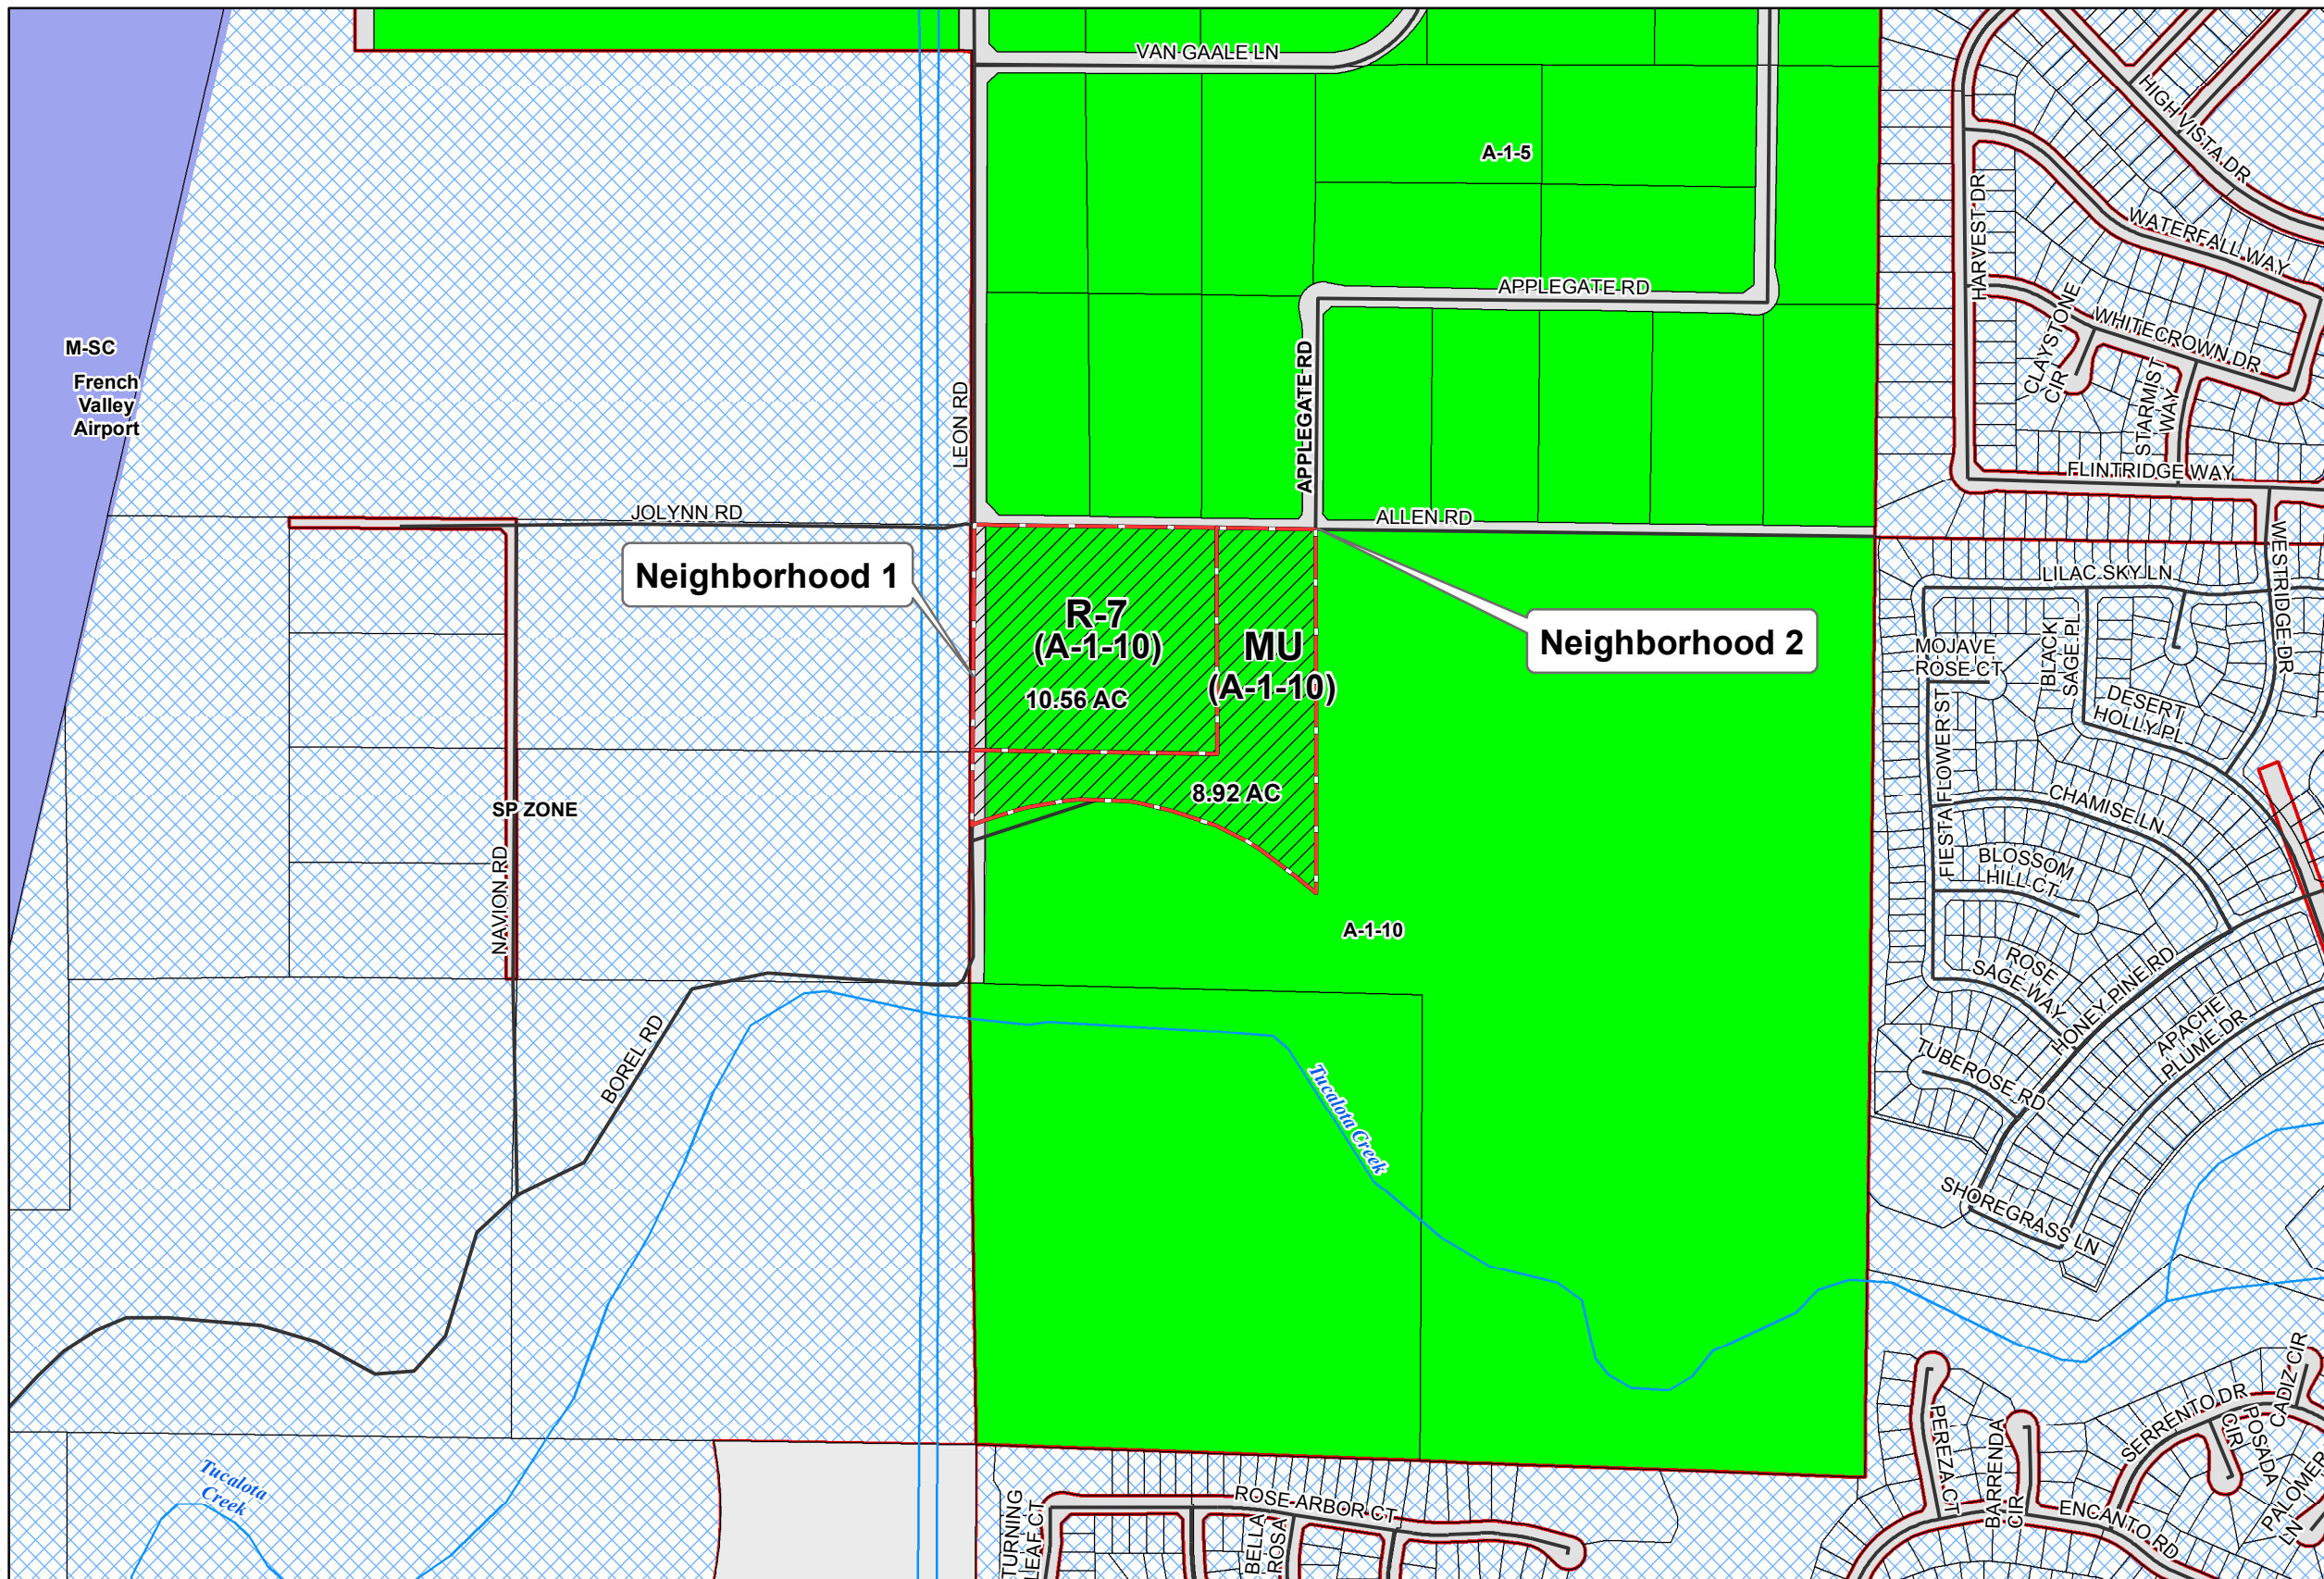 VAN GAALE LN
HIGH VISTA DR
A-1-5
HARVEST DR
WATERFALL WAY
APPLEGATE RD
WHITECROWN DR
CLAYSTONE
CIR
STARMIST
WAY
M-SC
French
Valley
Airport
LEON RD
APPLEGATE RD
FLINTRIDGE WAY
JOLYNN RD
ALLEN RD
WESTRIDGE DR
Neighborhood 1
LILAC SKY LN
R-7
(A-1-10)
10.56 AC
MU
(A-1-10)
Neighborhood 2
MOJAVE
ROSE CT
BLACK
SAGE PL
DESERT
HOLLY PL
FIESTA FLOWER ST
8.92 AC
SP ZONE
CHAMISE LN
NAVION RD
BLOSSOM
HILL CT
A-1-10
ROSE
SAGE WAY
HONEY PINE RD
APACHE
PLUME DR
BOREL RD
TUBEROSE RD
Tucalota Creek
SHOREGRASS LN
PEREZA CT
BARRENDA
CIR
SERRENTO DR
CADIZ CIR
POSADA
CIR
PALOMER
LN
ENCANTO RD
Tucalota
Creek
TURNING
LEAF CT
ROSE ARBOR CT
BELLA
ROSA